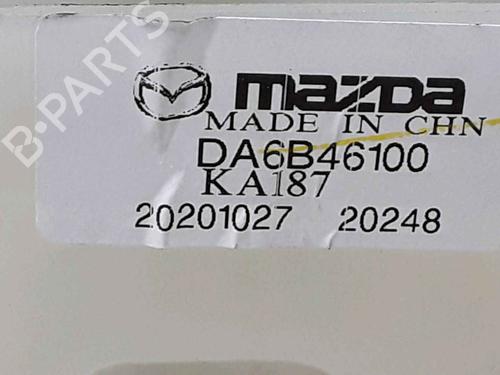 B-PARTS
mazda
MADE IN CHN
DA6B46100
KA187
20201027 20248